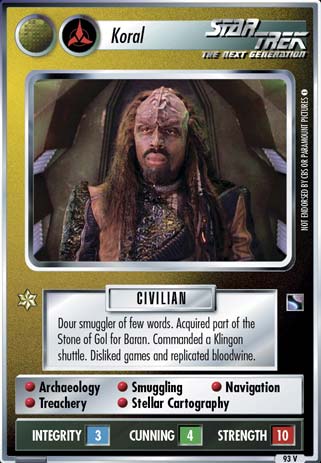 Koral
STAR TREK
THE NEXT GENERATION
NOT ENDORSED BY CBS OR PARAMOUNT PICTURES
CIVILIAN
Dour smuggler of few words. Acquired part of the
Stone of Gol for Baran. Commanded a Klingon
shuttle. Disliked games and replicated bloodwine.
Archaeology Smuggling Navigation
Treachery Stellar Cartography
INTEGRITY 3 CUNNING 4 STRENGTH 10
93 V